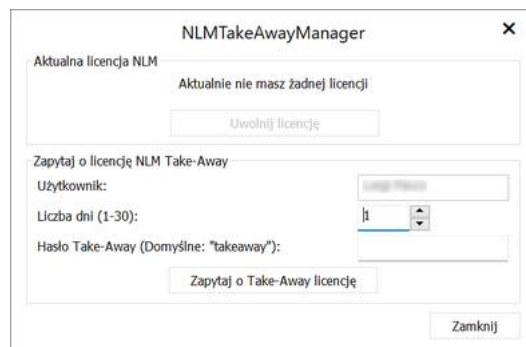 NLMTakeAwayManager
Aktualna licencja NLM
Aktualnie nie masz żadnej licencji
Uwolnij licencję
Zapytaj o licencję NLM Take-Away
Użytkownik:
Liczba dni (1-30): 1
Hasło Take-Away (Domyślne: "takeaway"):
Zapytaj o Take-Away licencję
Zamknij